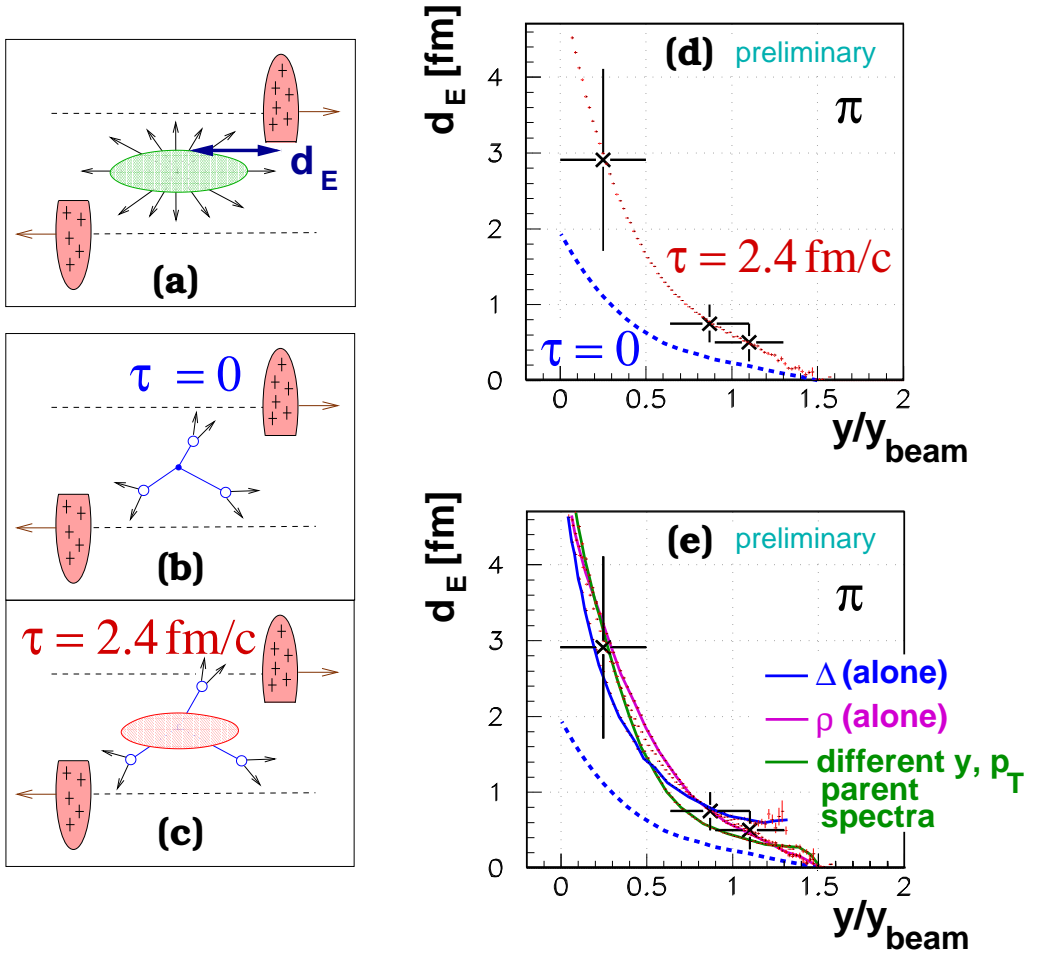 d_E
(a)
τ = 0
(b)
τ = 2.4 fm/c
(c)
d_E [fm]
(d) preliminary
π
τ = 2.4 fm/c
τ = 0
4
3
2
1
0
0 0.5 1 1.5 2
y/y_beam
d_E [fm]
(e) preliminary
π
Δ (alone)
ρ (alone)
different y, p_T
parent
spectra
4
3
2
1
0
0 0.5 1 1.5 2
y/y_beam